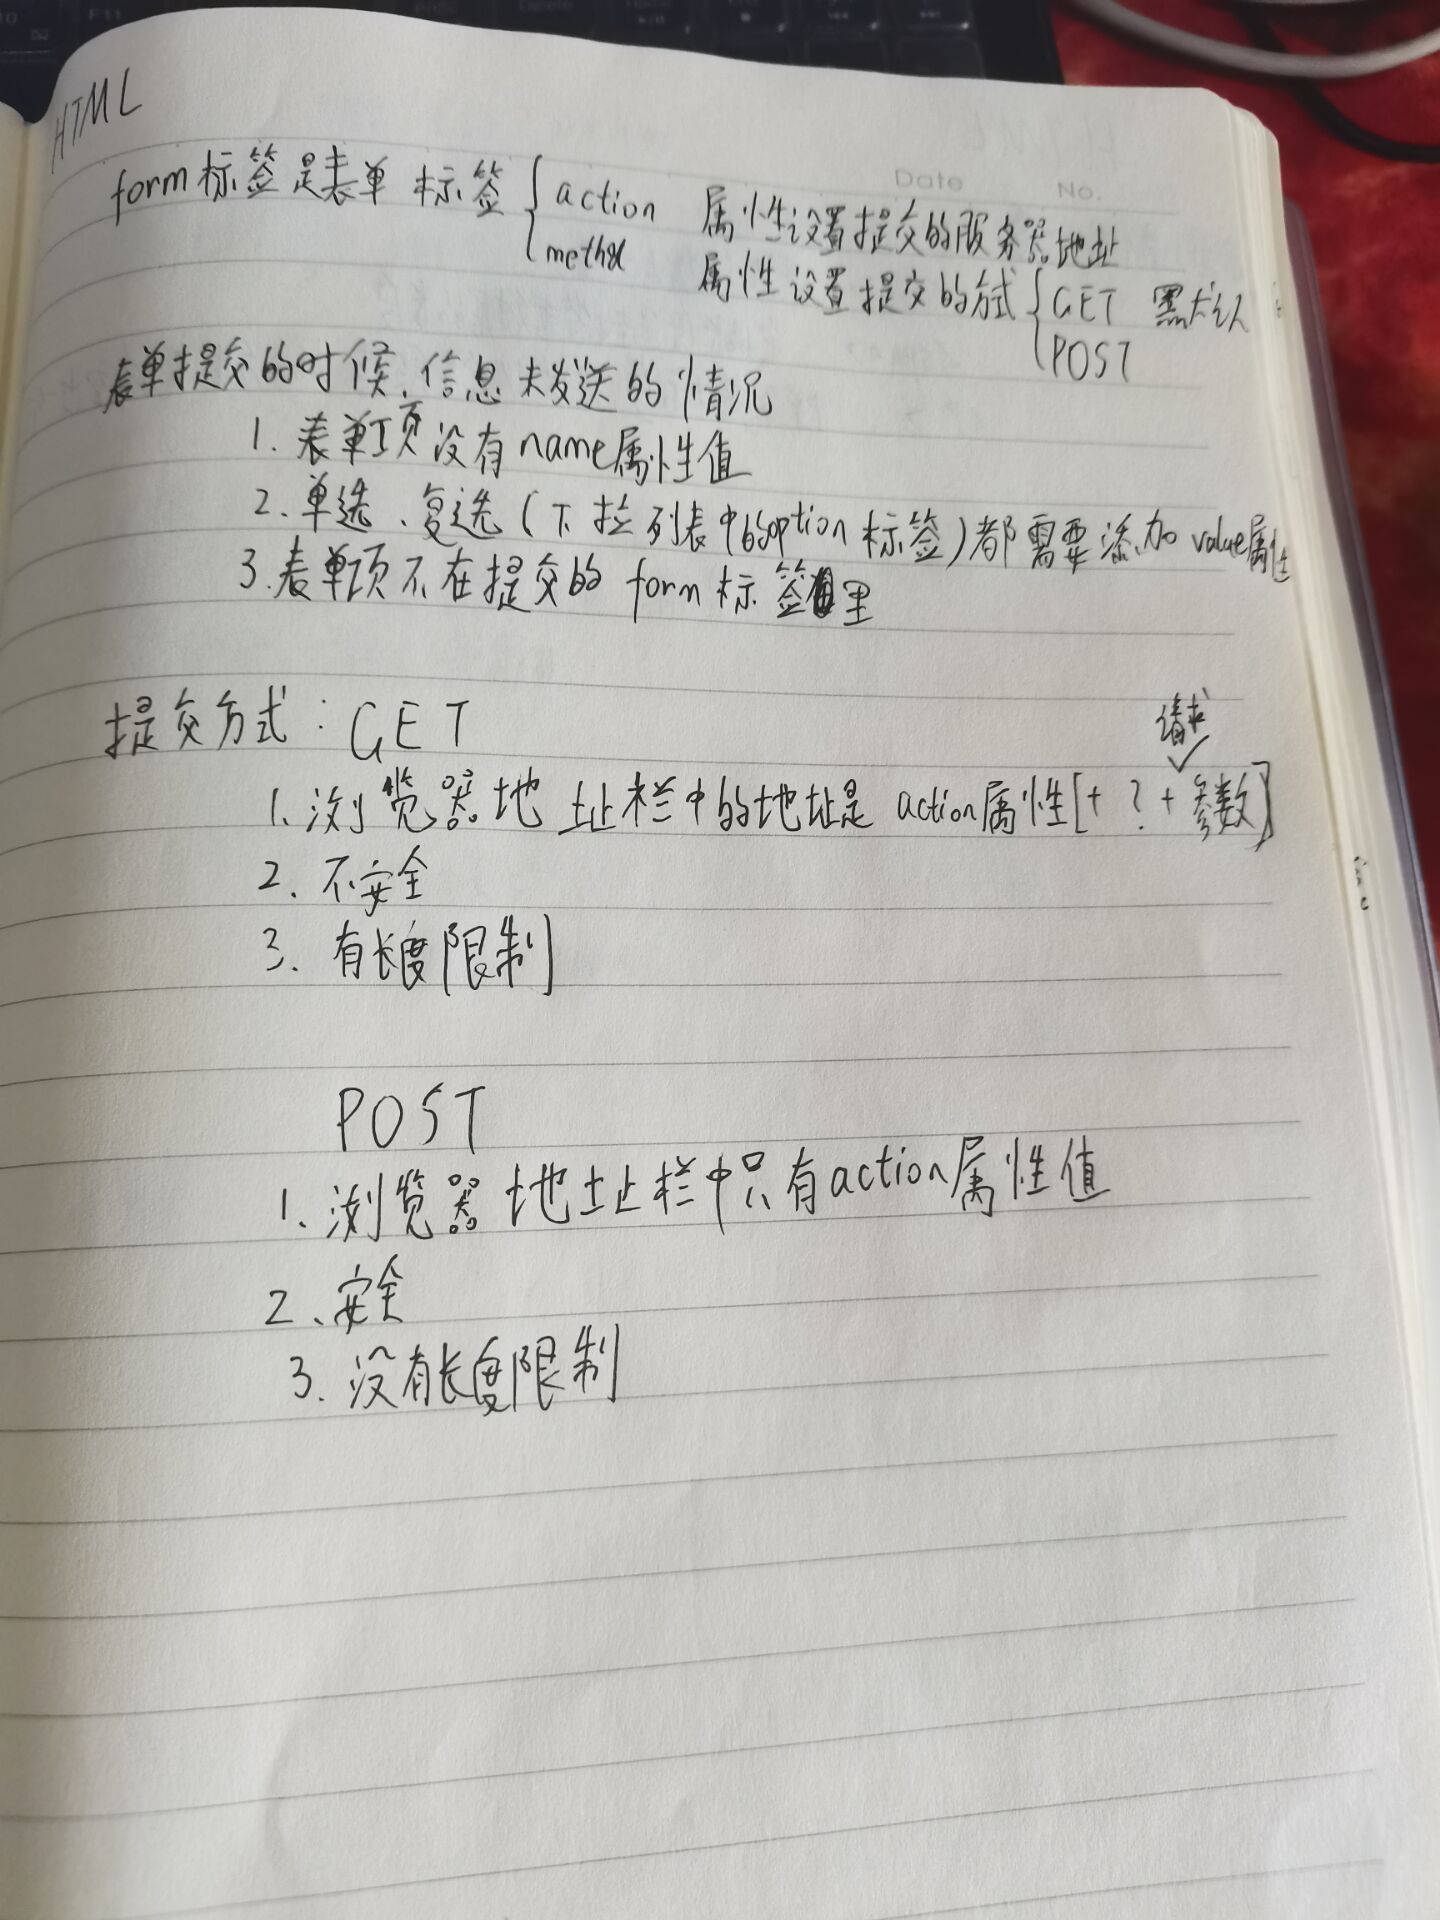 HTML
Date No.
form标签是表单 标签 { action 属性设置提交的服务器地址
method 属性设置提交的方式 { GET 默认
POST
表单提交的时候、信息未发送的情况
1. 表单项没有name属性值
2. 单选、复选(下拉列表中的option标签)都需要添加value属性
3. 表单项不在提交的 form 标签里
提交方式: GET
请求
1. 浏览器地址栏中的地址是 action属性[+ ? + 参数]
2. 不安全
3. 有长度限制
POST
1. 浏览器地址栏中只有action属性值
2、安全
3. 没有长度限制